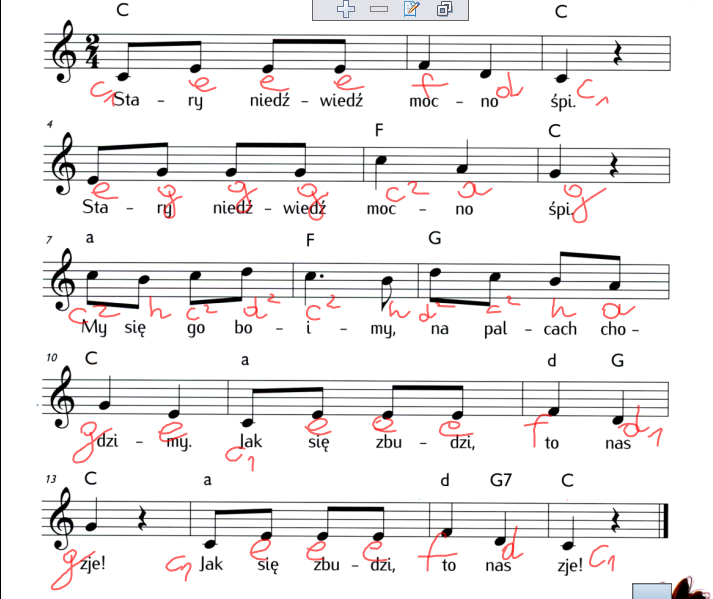 C C
2
4
c1 e e e f d c1
Sta – ry niedź – wiedź moc – no śpi.
4 F C
e g g g c2 a g
Sta – ry niedź – wiedź moc – no śpi.
7 a F G
c2 h c2 d2 c2 h d2 c2 h a
My się go bo – i – my, na pal – cach cho –
10 C a d G
g e c1 e e e f d1
dzi – my. Jak się zbu – dzi, to nas
13 C a d G7 C
g c1 e e e f d c1
zje! Jak się zbu – dzi, to nas zje!